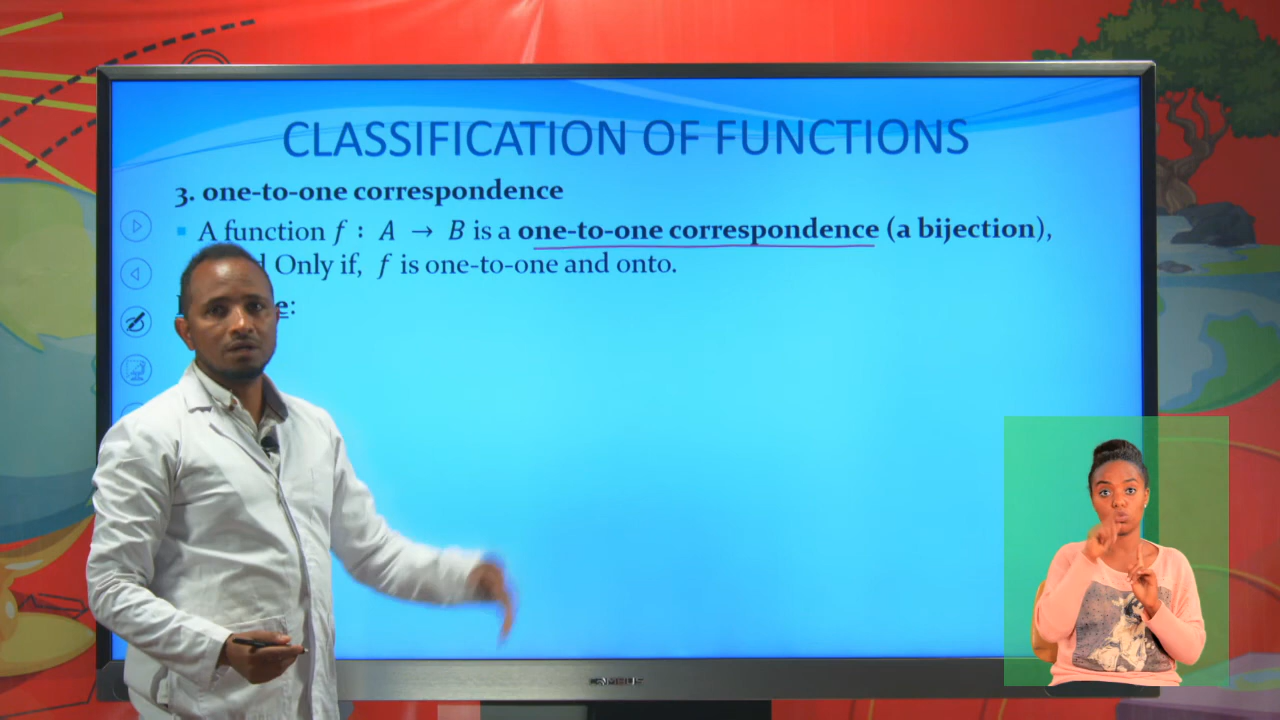 CLASSIFICATION OF FUNCTIONS
3. one-to-one correspondence
▪ A function f : A → B is a one-to-one correspondence (a bijection),
Only if, f is one-to-one and onto.